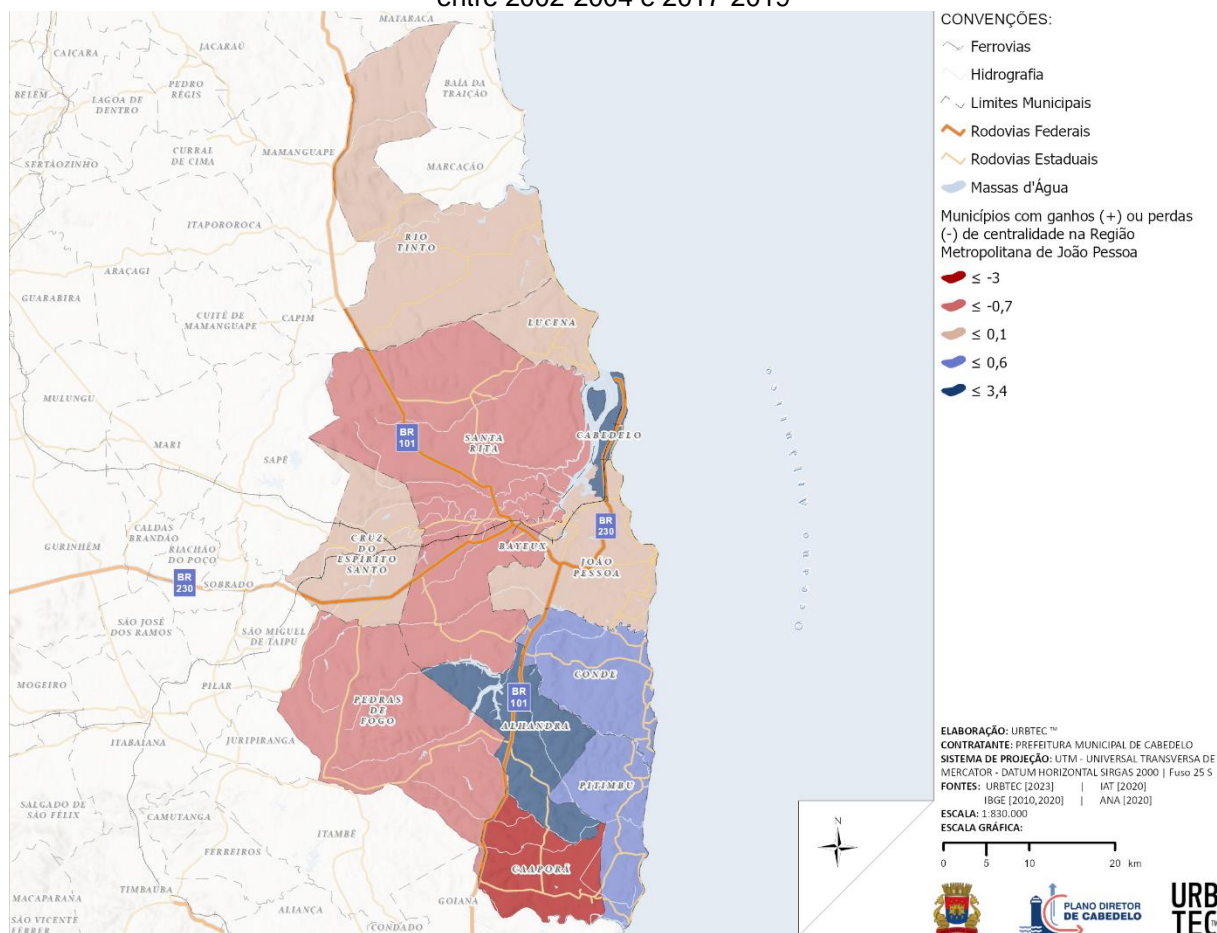 entre 2002-2004 e 2017-2019
MATARACA
CAIÇARA
JACARAÚ
BELÉM
LAGOA DE
DENTRO
PEDRO
RÉGIS
BAÍA DA
TRAIÇÃO
SERTÃOZINHO
CURRAL
DE CIMA
MAMANGUAPE
MARCAÇÃO
ITAPOROROCA
RIO
TINTO
ARAÇAGI
GUARABIRA
CUITÉ DE
MAMANGUAPE
CAPIM
LUCENA
MULUNGU
MARI
SAPÉ
BR
101
SANTA
RITA
CABEDELO
Oceano Atlântico
CALDAS
BRANDÃO
GURINHÉM
RIACHÃO
DO POÇO
BR
230
SOBRADO
CRUZ
DO
ESPÍRITO
SANTO
BAYEUX
BR
230
JOÃO
PESSOA
SÃO JOSÉ
DOS RAMOS
SÃO MIGUEL
DE TAIPU
MOGEIRO
PILAR
PEDRAS
DE
FOGO
BR
101
CONDE
ALHANDRA
ITABAIANA
JURIPIRANGA
PITIMBU
SALGADO DE
SÃO FÉLIX
CAMUTANGA
ITAMBÉ
FERREIROS
CAAPORÃ
TIMBAÚBA
MACAPARANA
ALIANÇA
GOIANA
SÃO VICENTE
FÉRRER
CONDADO
N
CONVENÇÕES:
Ferrovias
Hidrografia
Limites Municipais
Rodovias Federais
Rodovias Estaduais
Massas d'Água
Municípios com ganhos (+) ou perdas
(-) de centralidade na Região
Metropolitana de João Pessoa
≤ -3
≤ -0,7
≤ 0,1
≤ 0,6
≤ 3,4
ELABORAÇÃO: URBTEC ™
CONTRATANTE: PREFEITURA MUNICIPAL DE CABEDELO
SISTEMA DE PROJEÇÃO: UTM - UNIVERSAL TRANSVERSA DE
MERCATOR - DATUM HORIZONTAL SIRGAS 2000 | Fuso 25 S
FONTES: URBTEC [2023] | IAT [2020]
IBGE [2010,2020] | ANA [2020]
ESCALA: 1:830.000
ESCALA GRÁFICA:
0 5 10 20 km
PLANO DIRETOR
DE CABEDELO
URB
TEC